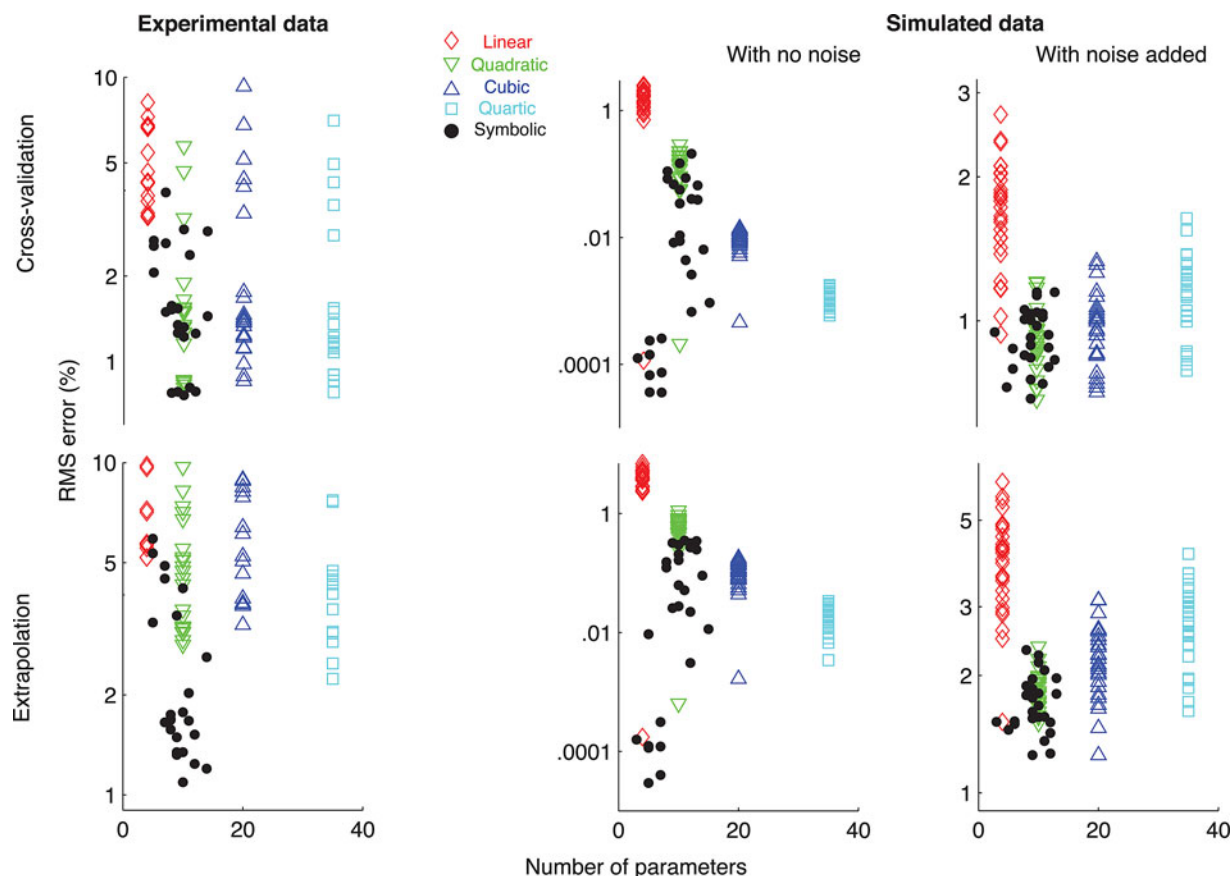 Experimental data
Simulated data
Linear
Quadratic
Cubic
Quartic
Symbolic
With no noise
With noise added
Cross-validation
Extrapolation
RMS error (%)
10
5
2
1
1
.01
.0001
3
2
1
10
5
2
1
0
20
40
1
.01
.0001
0
20
40
5
3
2
1
0
20
40
Number of parameters